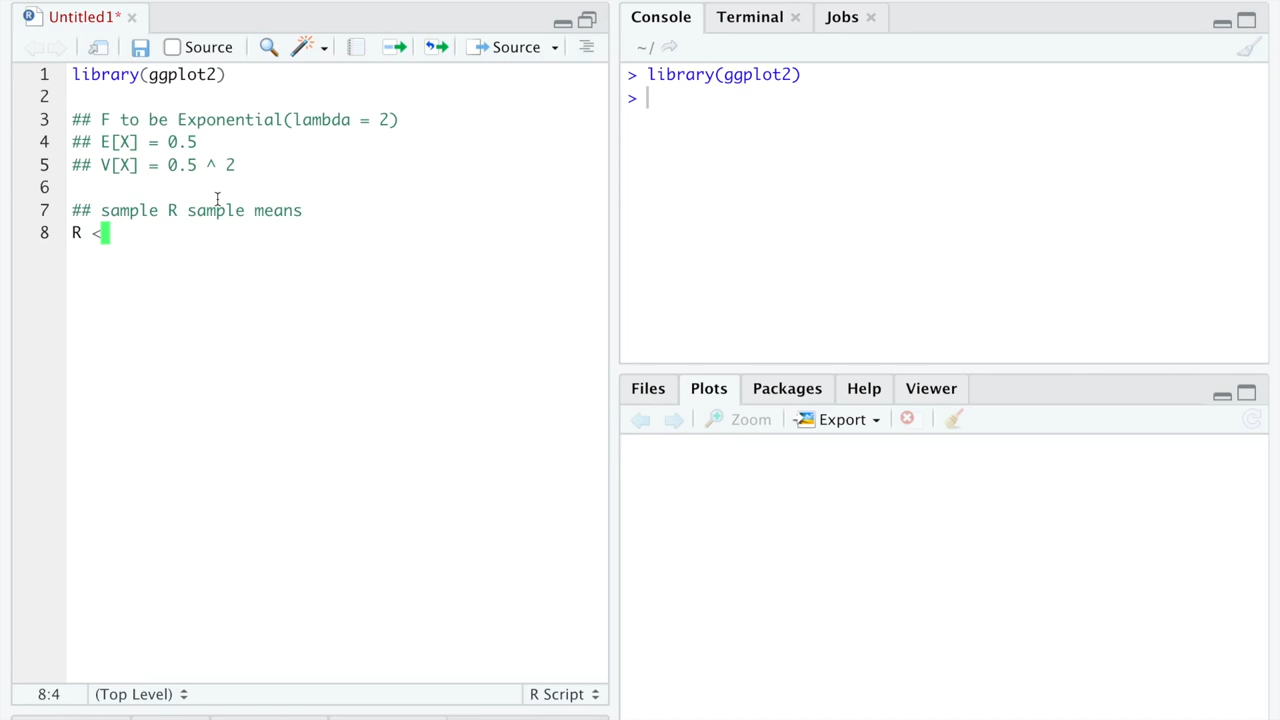 Untitled1*
Source
Source
1 library(ggplot2)
2
3 ## F to be Exponential(lambda = 2)
4 ## E[X] = 0.5
5 ## V[X] = 0.5 ^ 2
6
7 ## sample R sample means
8 R <
8:4 (Top Level) R Script
Console Terminal Jobs
~/
> library(ggplot2)
>
Files Plots Packages Help Viewer
Zoom Export